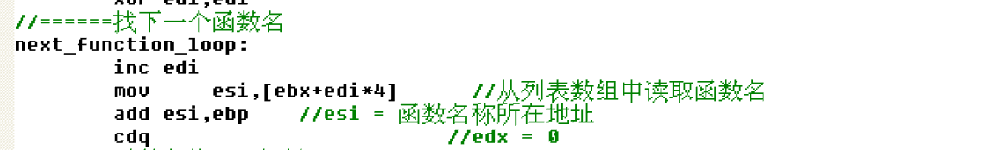 xor edi,edi
//======找下一个函数名
next_function_loop:
inc edi
mov esi,[ebx+edi*4] //从列表数组中读取函数名
add esi,ebp //esi = 函数名称所在地址
cdq //edx = 0